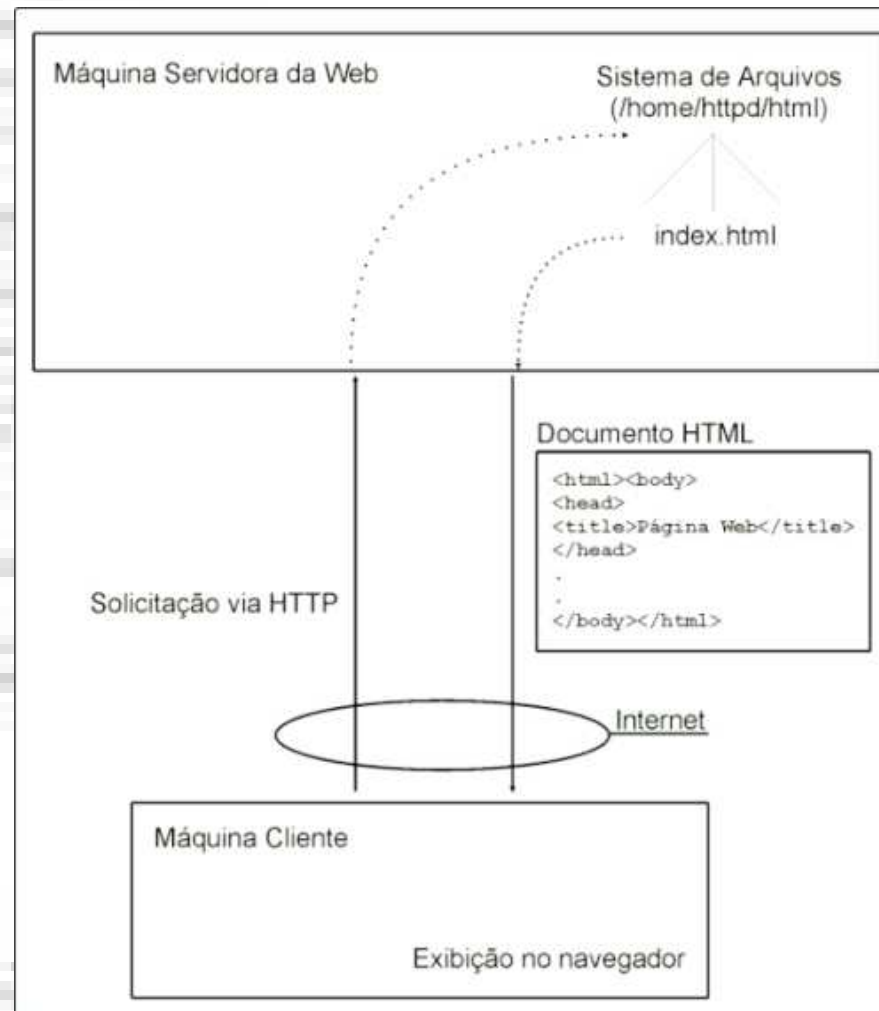 Máquina Servidora da Web
Sistema de Arquivos
(/home/httpd/html)
index.html
Documento HTML
<html><body>
<head>
<title>Página Web</title>
</head>
.
.
</body></html>
Solicitação via HTTP
Internet
Máquina Cliente
Exibição no navegador